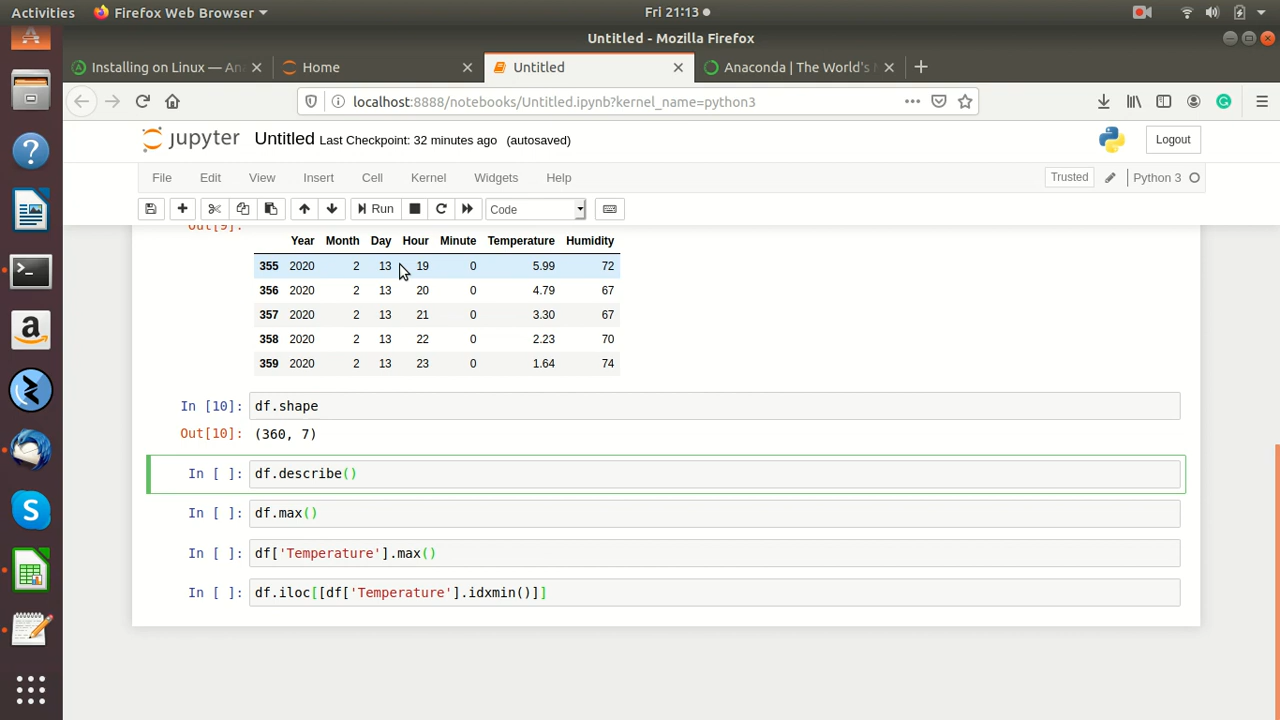 Activities Firefox Web Browser Fri 21:13
Untitled - Mozilla Firefox
Installing on Linux — An Home Untitled Anaconda | The World's
localhost:8888/notebooks/Untitled.ipynb?kernel_name=python3
jupyter Untitled Last Checkpoint: 32 minutes ago (autosaved) Logout
File Edit View Insert Cell Kernel Widgets Help Trusted Python 3
Run Code
Out[9]:
Year Month Day Hour Minute Temperature Humidity
355 2020 2 13 19 0 5.99 72
356 2020 2 13 20 0 4.79 67
357 2020 2 13 21 0 3.30 67
358 2020 2 13 22 0 2.23 70
359 2020 2 13 23 0 1.64 74
In [10]: df.shape
Out[10]: (360, 7)
In [ ]: df.describe()
In [ ]: df.max()
In [ ]: df['Temperature'].max()
In [ ]: df.iloc[[df['Temperature'].idxmin()]]